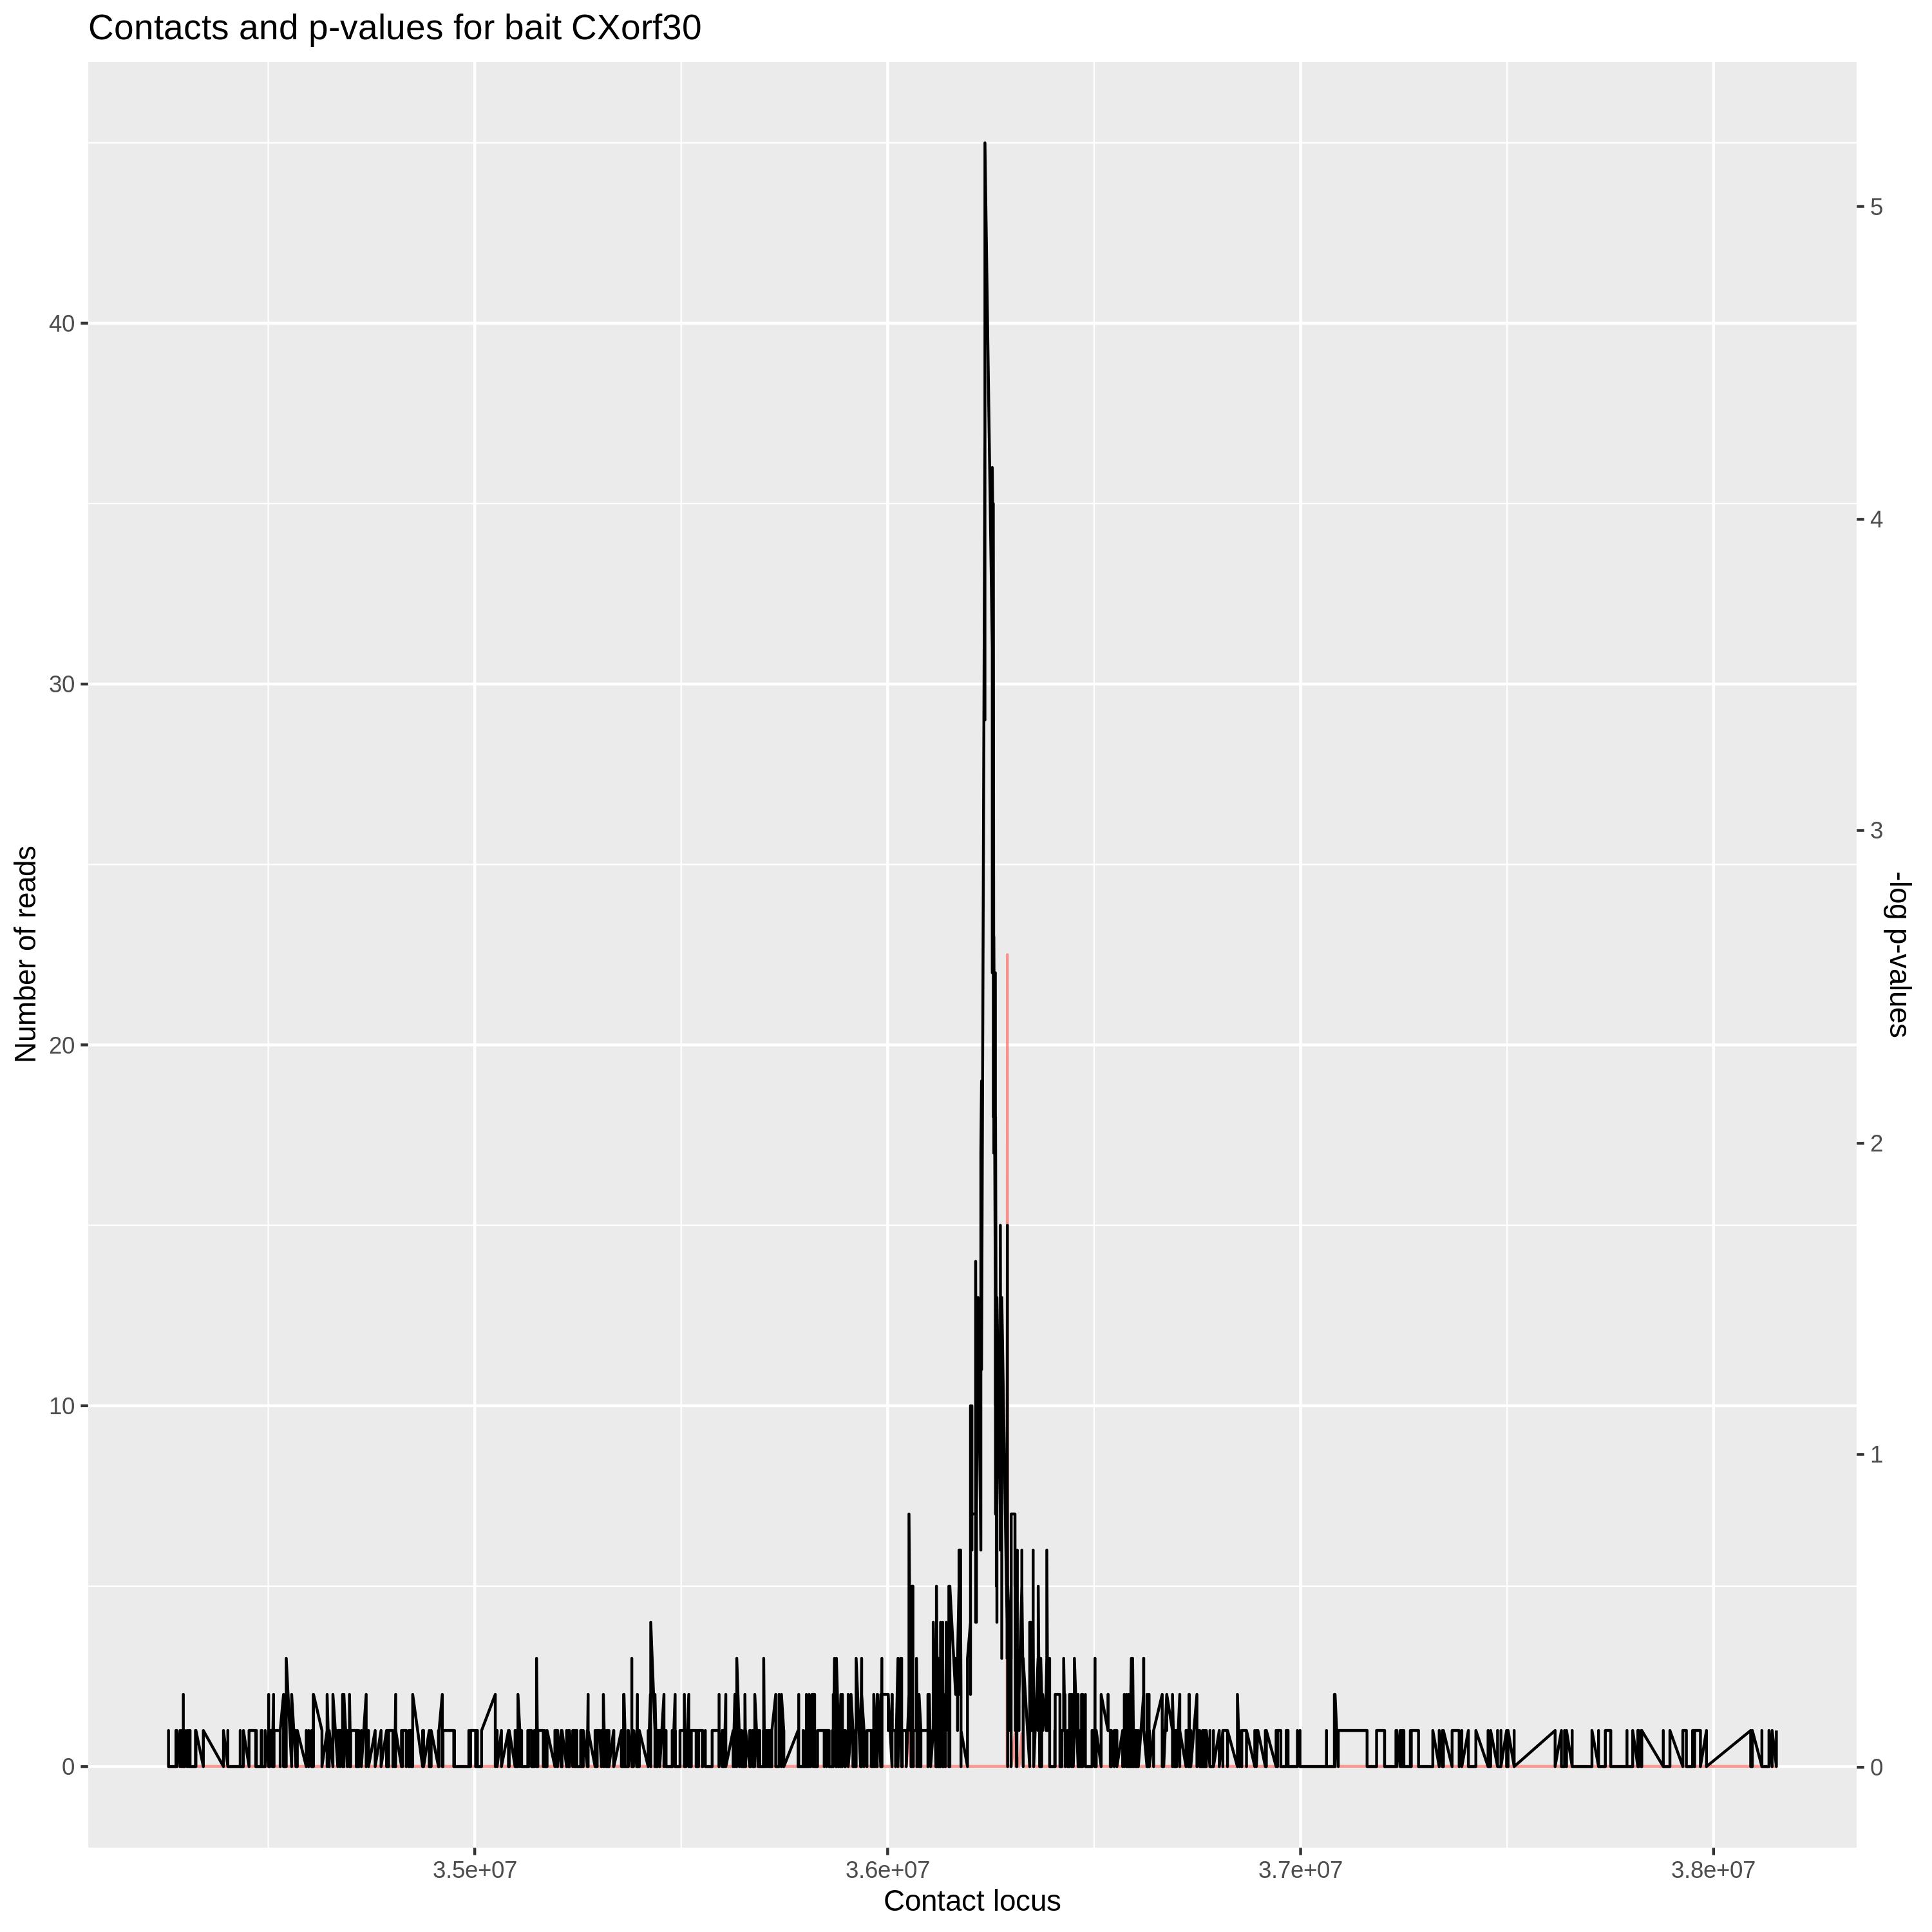 Contacts and p-values for bait CXorf30
Number of reads
40
30
20
10
0
5
4
3
2
1
0
-log p-values
3.5e+07
3.6e+07
3.7e+07
3.8e+07
Contact locus